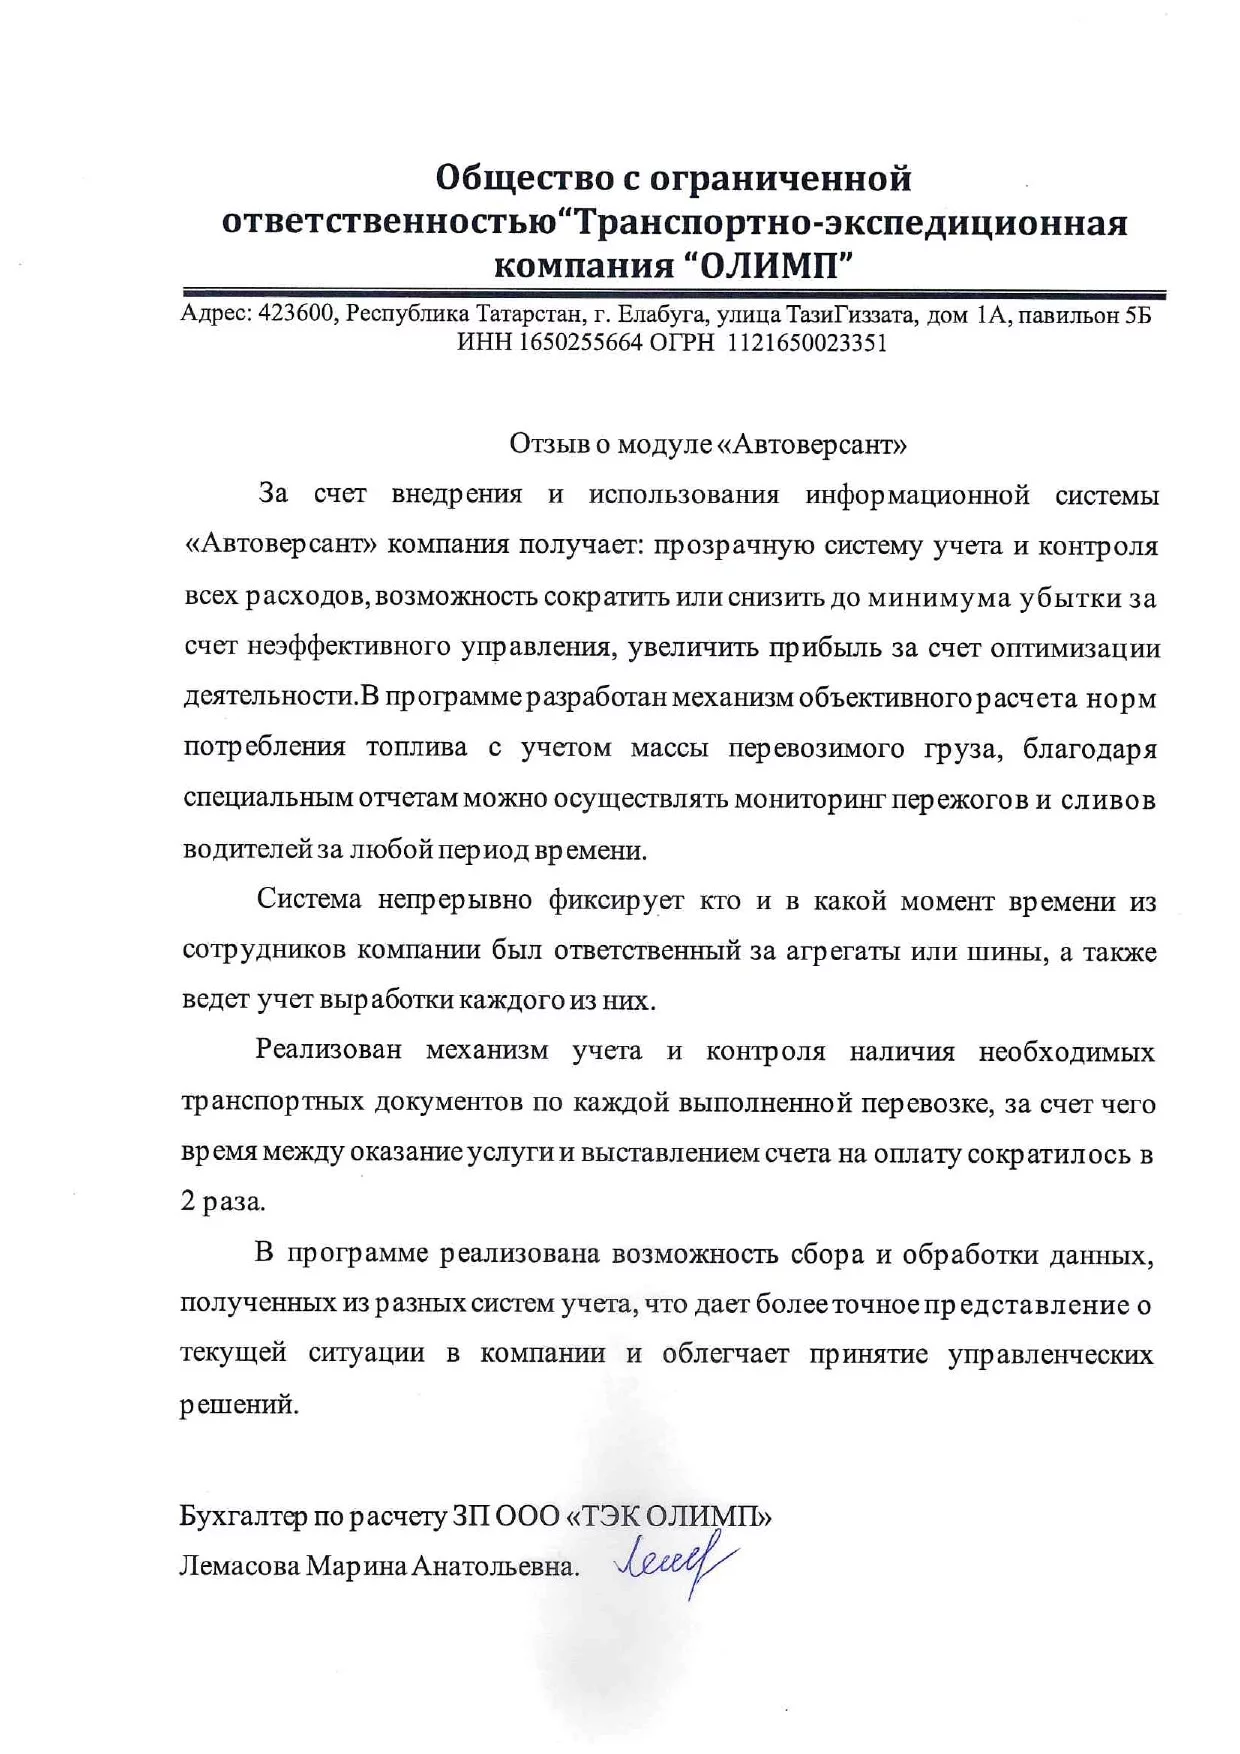 Общество с ограниченной
ответственностью“Транспортно-экспедиционная
компания “ОЛИМП”
Адрес: 423600, Республика Татарстан, г. Елабуга, улица ТазиГиззата, дом 1А, павильон 5Б
ИНН 1650255664 ОГРН 1121650023351
Отзыв о модуле «Автоверсант»
За счет внедрения и использования информационной системы
«Автоверсант» компания получает: прозрачную систему учета и контроля
всех расходов, возможность сократить или снизить до минимума убытки за
счет неэффективного управления, увеличить прибыль за счет оптимизации
деятельности.В программе разработан механизм объективного расчета норм
потребления топлива с учетом массы перевозимого груза, благодаря
специальным отчетам можно осуществлять мониторинг пережогов и сливов
водителей за любой период времени.
Система непрерывно фиксирует кто и в какой момент времени из
сотрудников компании был ответственный за агрегаты или шины, а также
ведет учет выработки каждого из них.
Реализован механизм учета и контроля наличия необходимых
транспортных документов по каждой выполненной перевозке, за счет чего
время между оказание услуги и выставлением счета на оплату сократилось в
2 раза.
В программе реализована возможность сбора и обработки данных,
полученных из разных систем учета, что дает более точное представление о
текущей ситуации в компании и облегчает принятие управленческих
решений.
Бухгалтер по расчету ЗП ООО «ТЭК ОЛИМП»
Лемасова Марина Анатольевна.